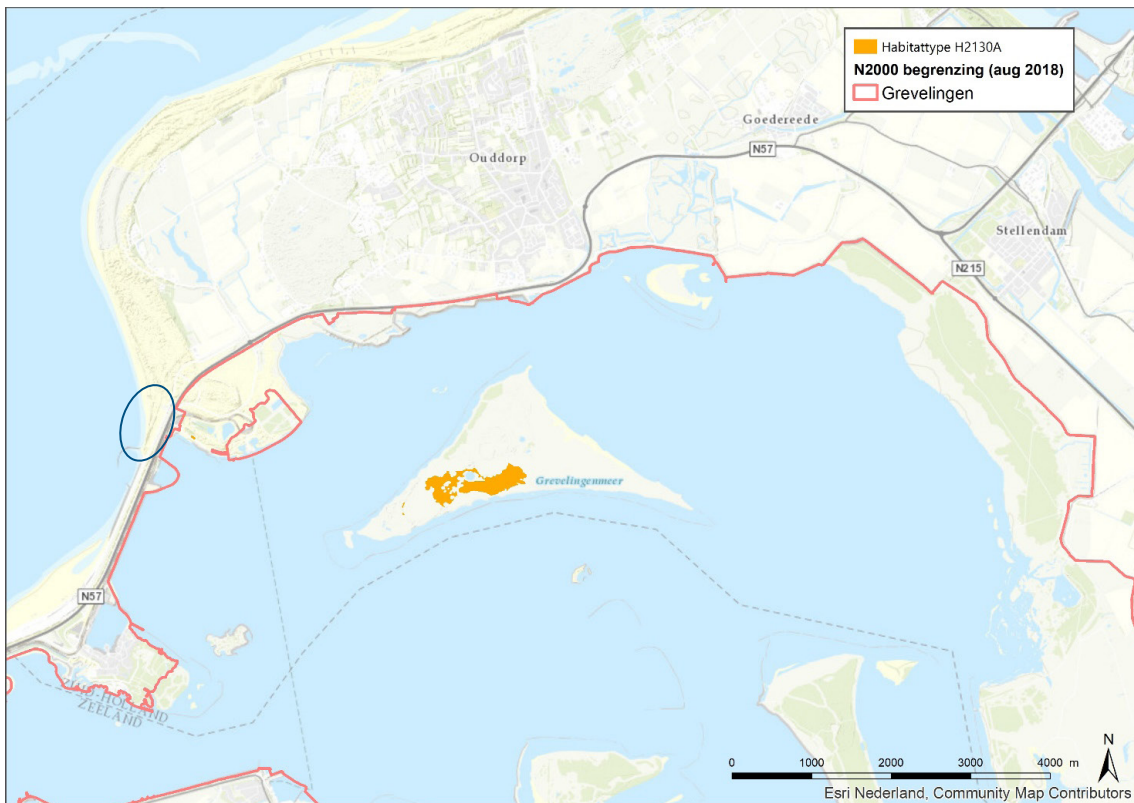 Habitattype H2130A
N2000 begrenzing (aug 2018)
Grevelingen
Goedereede
N57
Ouddorp
Stellendam
N215
Grevelingenmeer
N57
ZUID-HOLLAND
ZEELAND
N
0 1000 2000 3000 4000 m
Esri Nederland, Community Map Contributors